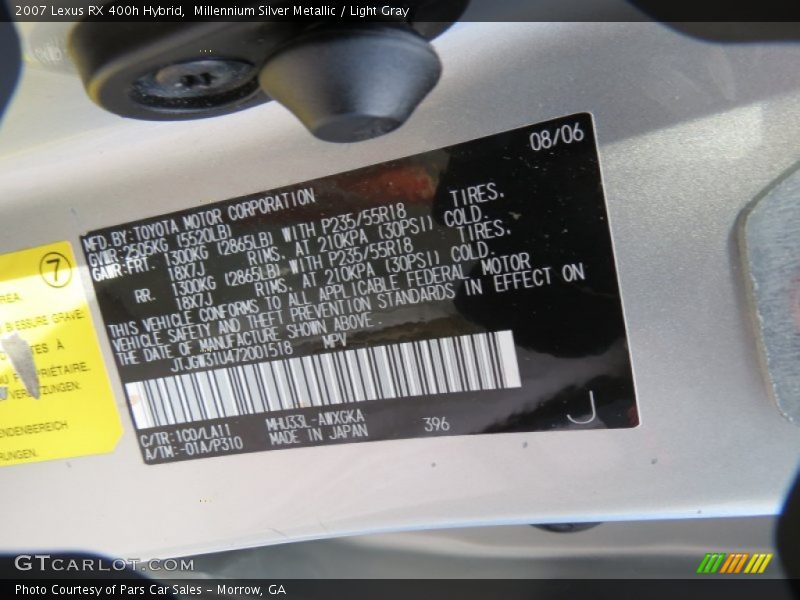 2007 Lexus RX 400h Hybrid,  Millennium Silver Metallic / Light Gray
08/06
MFD.BY:TOYOTA MOTOR CORPORATION
GVWR:2505KG (5520LB)
GAWR:FRT. 1300KG (2865LB) WITH P235/55R18 TIRES.
18X7J RIMS, AT 210KPA (30PSI) COLD.
RR. 1300KG (2865LB) WITH P235/55R18 TIRES.
18X7J RIMS, AT 210KPA (30PSI) COLD.
THIS VEHICLE CONFORMS TO ALL APPLICABLE FEDERAL MOTOR
VEHICLE SAFETY AND THEFT PREVENTION STANDARDS IN EFFECT ON
THE DATE OF MANUFACTURE SHOWN ABOVE.
JTJGW31U472001518 MPV
C/TR:1C0/LA11 MHU33L-AWXGKA
A/TM:-01A/P310 MADE IN JAPAN 396
J
7
GTCARLOT.COM
Photo Courtesy of Pars Car Sales - Morrow, GA